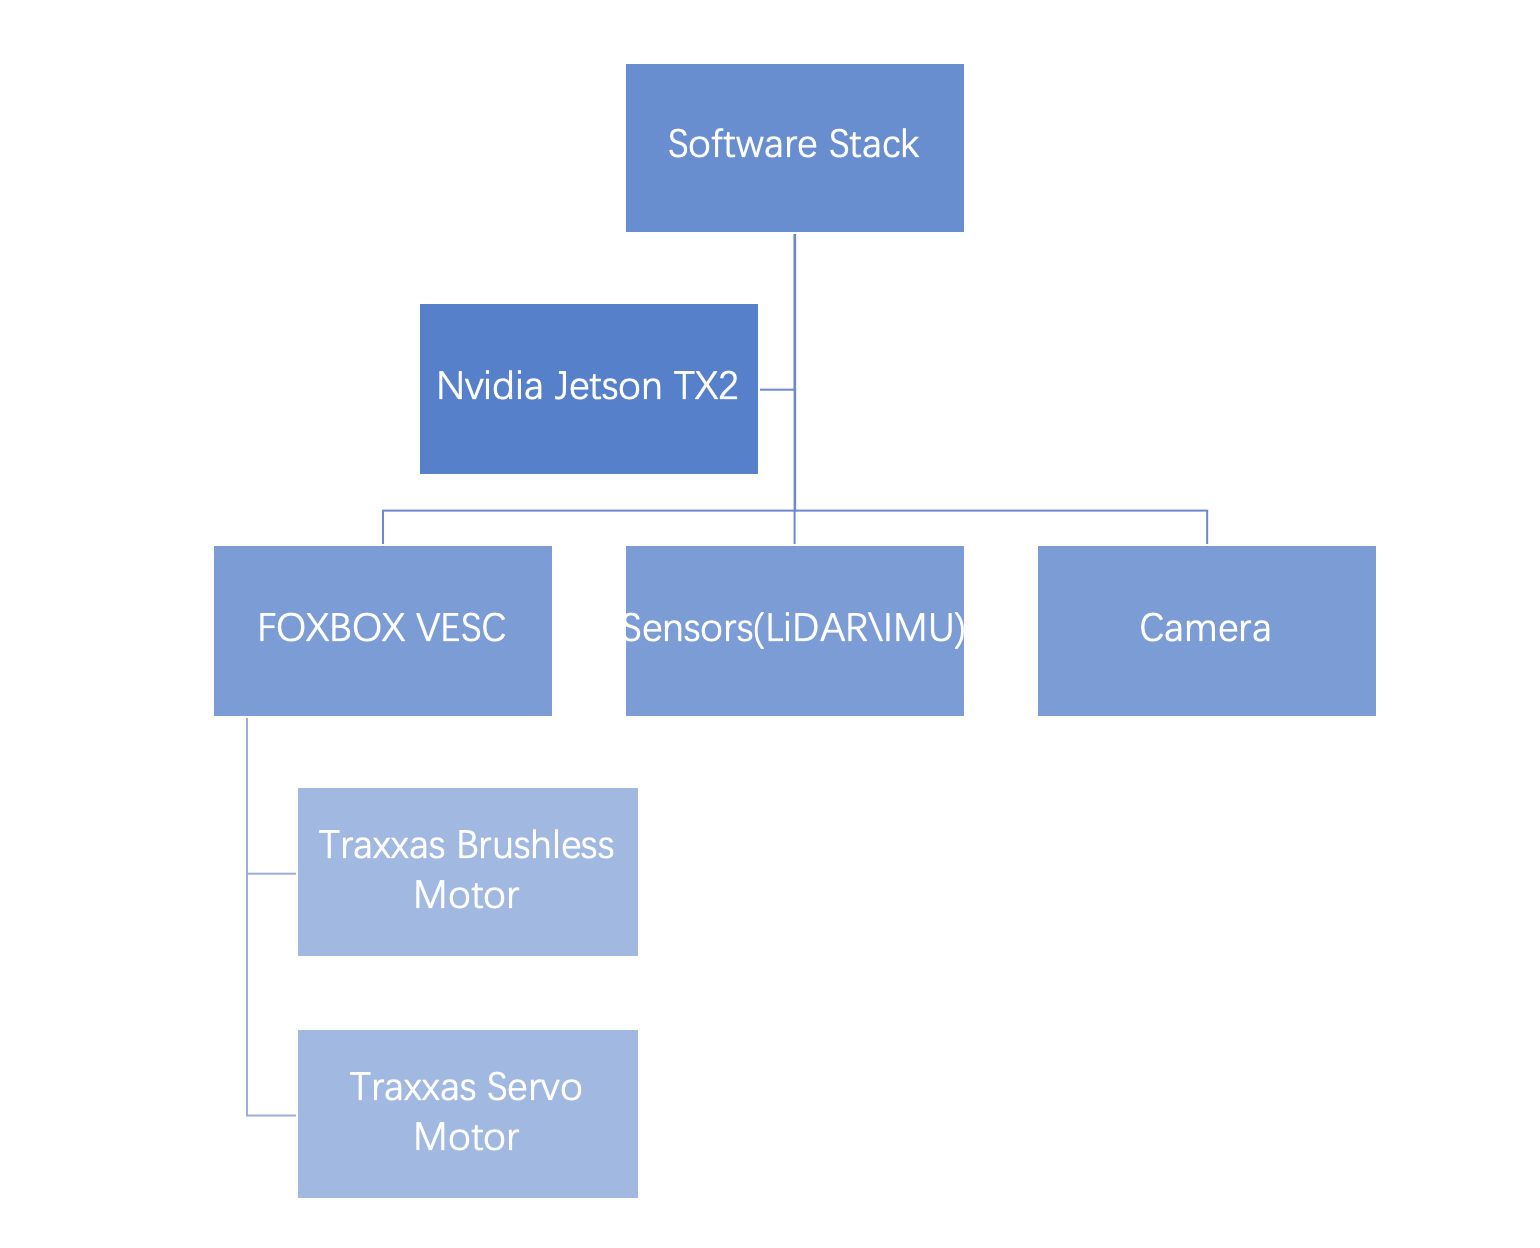 Software Stack
Nvidia Jetson TX2
FOXBOX VESC
Sensors(LiDAR\IMU)
Camera
Traxxas Brushless
Motor
Traxxas Servo
Motor